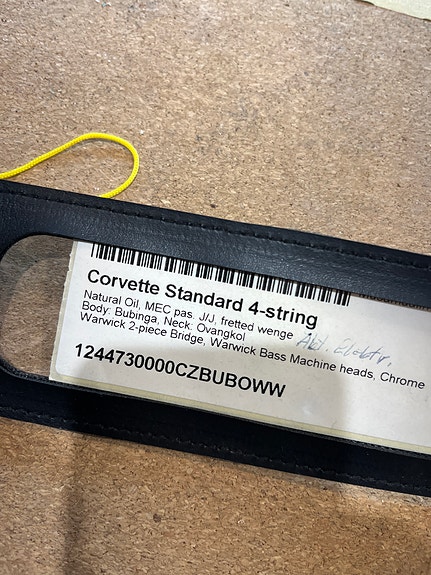 Corvette Standard 4-string
Natural Oil, MEC pas. J/J, fretted wenge
Body: Bubinga, Neck: Ovangkol
Warwick 2-piece Bridge, Warwick Bass Machine heads, Chrome
1244730000CZBUBOWW